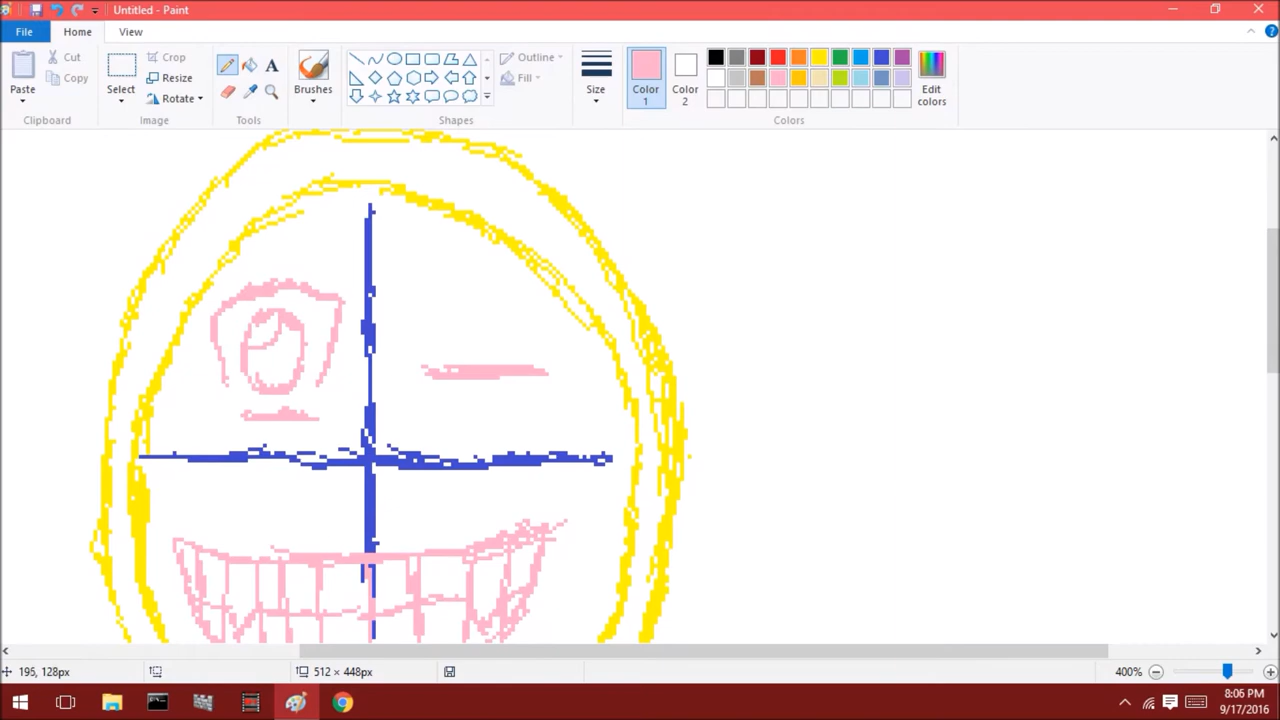 Untitled - Paint
File Home View
Paste
Cut
Copy
Clipboard
Select
Crop
Resize
Rotate
Image
A
Tools
Brushes
Outline
Fill
Shapes
Size
Color 1
Color 2
Edit colors
Colors
195, 128px
512 × 448px
400%
8:06 PM
9/17/2016